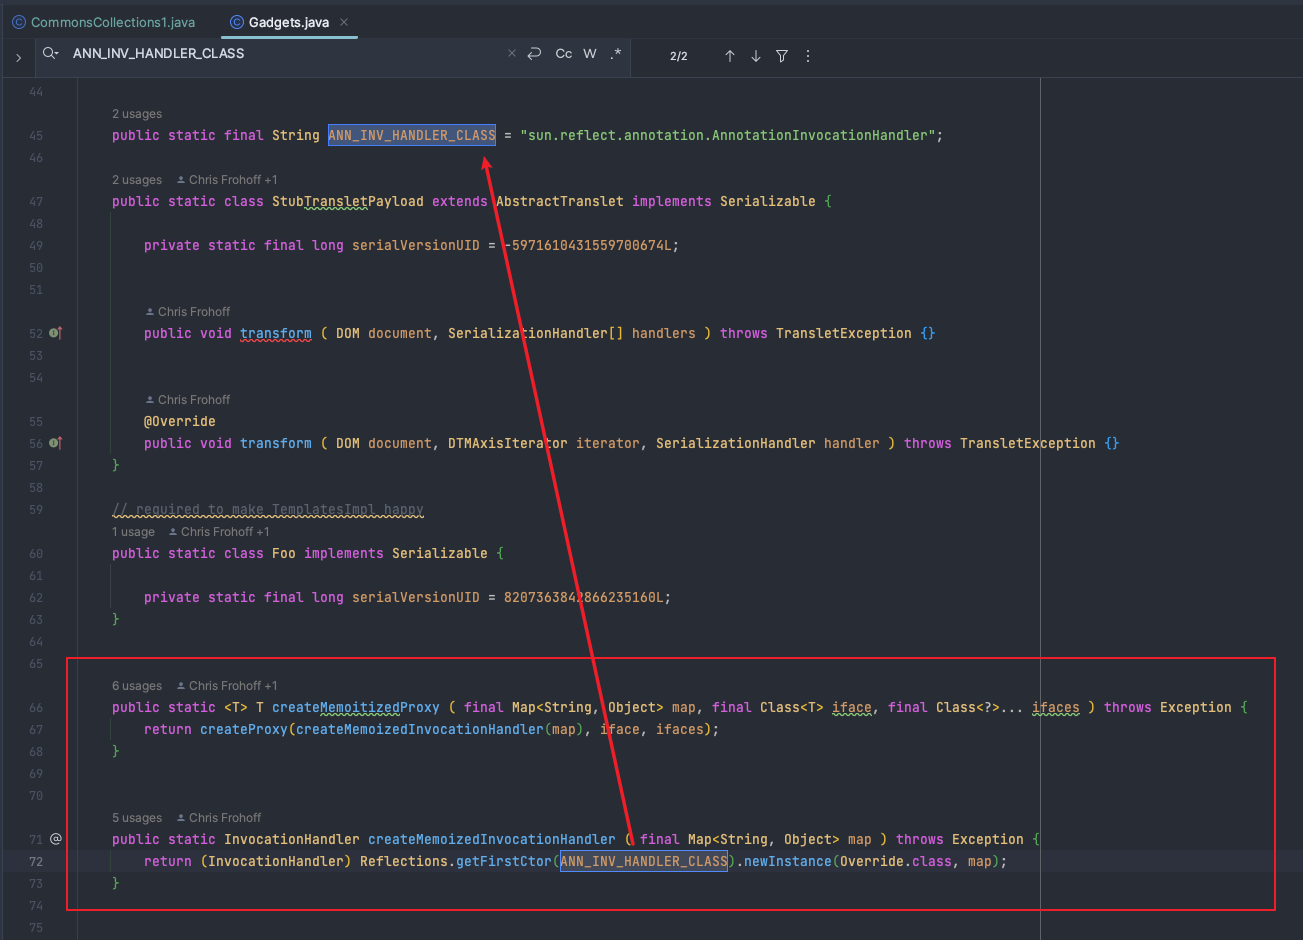 CommonsCollections1.java Gadgets.java
ANN_INV_HANDLER_CLASS Cc W .* 2/2
44
2 usages
45 public static final String ANN_INV_HANDLER_CLASS = "sun.reflect.annotation.AnnotationInvocationHandler";
46
2 usages Chris Frohoff +1
47 public static class StubTransletPayload extends AbstractTranslet implements Serializable {
48
49 private static final long serialVersionUID = -5971610431559700674L;
50
51
Chris Frohoff
52 public void transform ( DOM document, SerializationHandler[] handlers ) throws TransletException {}
53
54
Chris Frohoff
55 @Override
56 public void transform ( DOM document, DTMAxisIterator iterator, SerializationHandler handler ) throws TransletException {}
57 }
58
59 // required to make TemplatesImpl happy
1 usage Chris Frohoff +1
60 public static class Foo implements Serializable {
61
62 private static final long serialVersionUID = 8207363842866235160L;
63 }
64
65
6 usages Chris Frohoff +1
66 public static <T> T createMemoitizedProxy ( final Map<String, Object> map, final Class<T> iface, final Class<?>... ifaces ) throws Exception {
67 return createProxy(createMemoizedInvocationHandler(map), iface, ifaces);
68 }
69
70
5 usages Chris Frohoff
71 @ public static InvocationHandler createMemoizedInvocationHandler ( final Map<String, Object> map ) throws Exception {
72 return (InvocationHandler) Reflections.getFirstCtor(ANN_INV_HANDLER_CLASS).newInstance(Override.class, map);
73 }
74
75